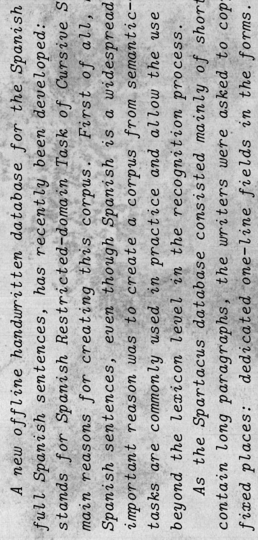 A new offline handwritten database for the Spanish
full Spanish sentences, has recently been developed:
stands for Spanish Restricted-domain Task of Cursive S
main reasons for creating this corpus. First of all,
Spanish sentences, even though Spanish is a widespread
important reason was to create a corpus from semantic-
tasks are commonly used in practice and allow the use
beyond the lexicon level in the recognition process.
As the Spartacus database consisted mainly of short
contain long paragraphs, the writers were asked to cop
fixed places: dedicated one-line fields in the forms.